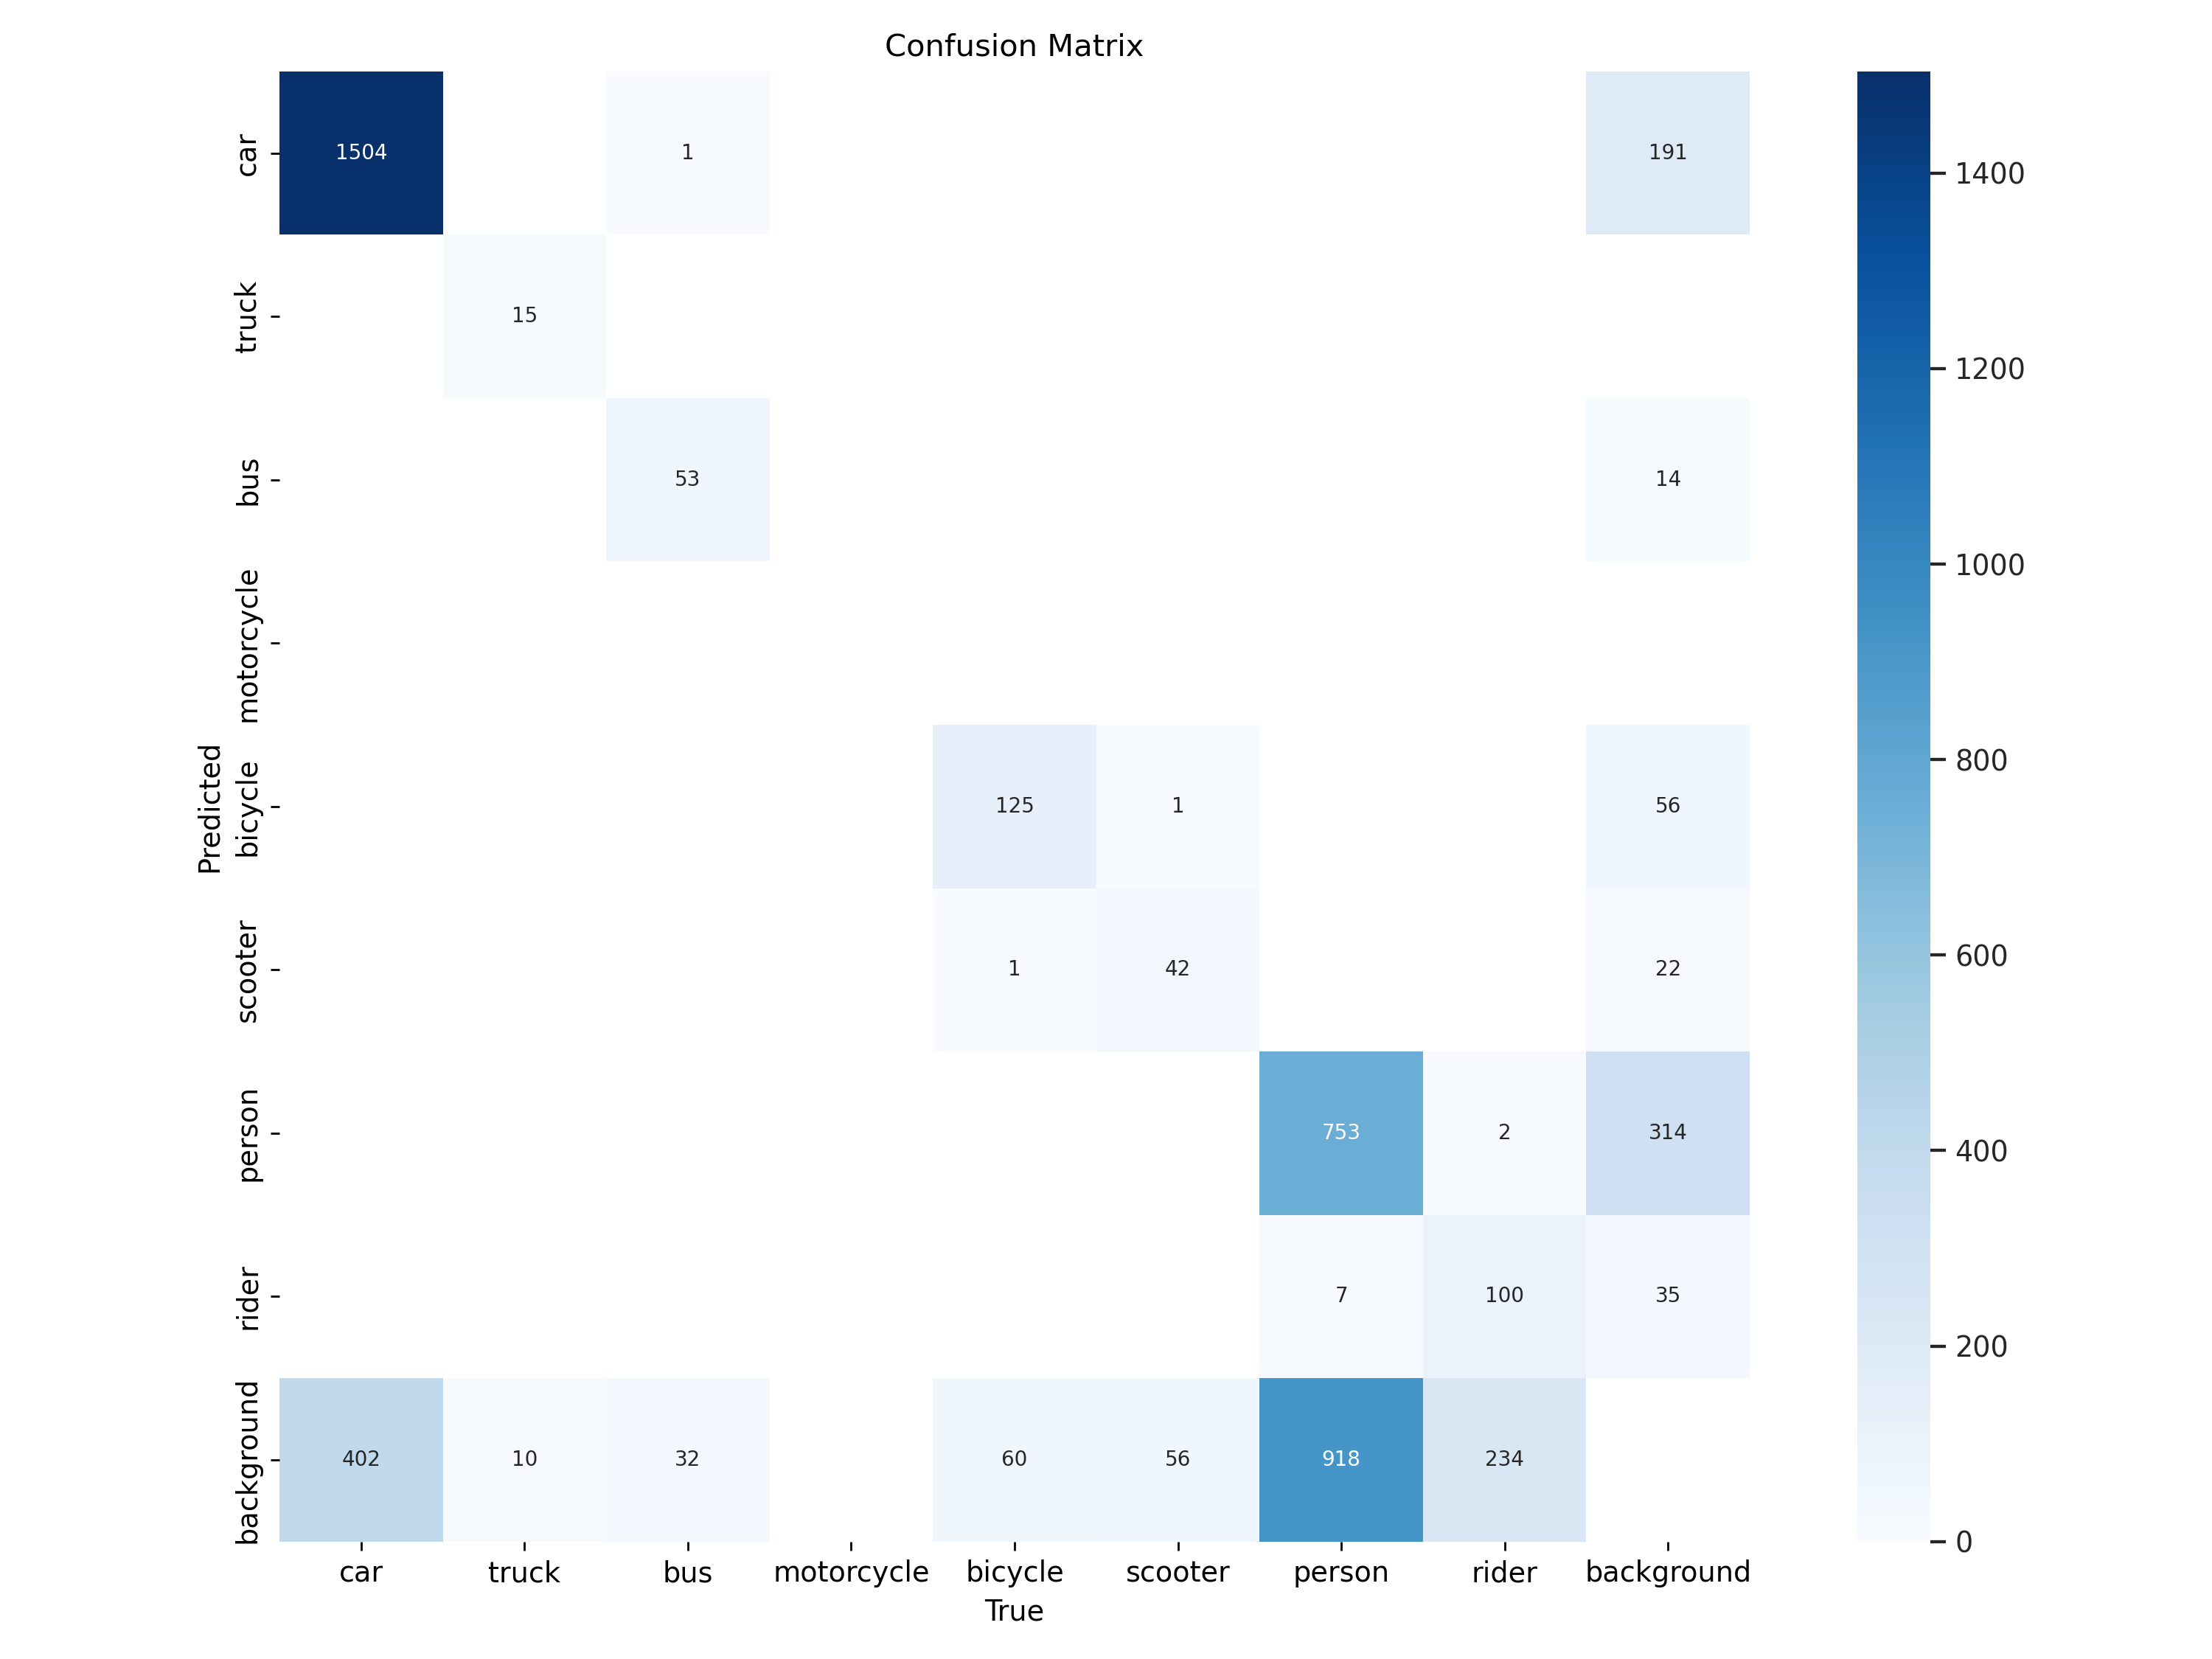 Confusion Matrix
car
1504
1
191
1400
truck
15
1200
bus
53
14
1000
motorcycle
Predicted
bicycle
125
1
56
800
scooter
1
42
22
600
person
753
2
314
400
rider
7
100
35
200
background
402
10
32
60
56
918
234
0
car truck bus motorcycle bicycle scooter person rider background
True